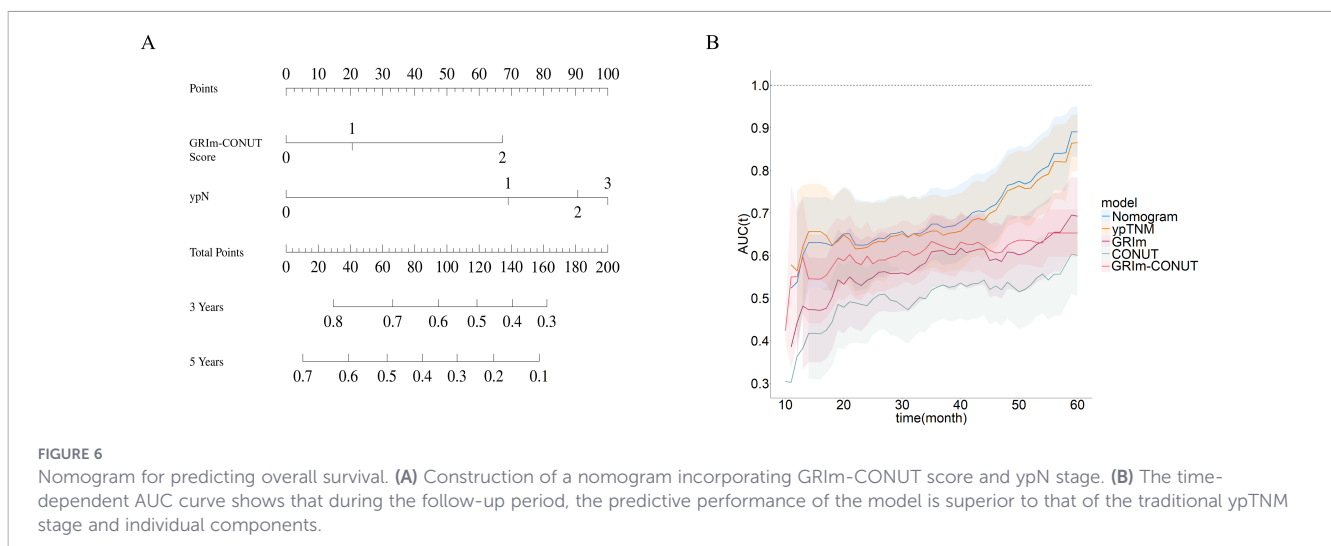 A
Points
0 10 20 30 40 50 60 70 80 90 100
GRIm-CONUT
Score
1
0 2
ypN
1 3
0 2
Total Points
0 20 40 60 80 100 120 140 160 180 200
3 Years
0.8 0.7 0.6 0.5 0.4 0.3
5 Years
0.7 0.6 0.5 0.4 0.3 0.2 0.1
B
AUC(t)
1.0
0.9
0.8
0.7
0.6
0.5
0.4
0.3
10 20 30 40 50 60
time(month)
model
Nomogram
ypTNM
GRIm
CONUT
GRIm-CONUT
FIGURE 6
Nomogram for predicting overall survival. (A) Construction of a nomogram incorporating GRIm-CONUT score and ypN stage. (B) The time-
dependent AUC curve shows that during the follow-up period, the predictive performance of the model is superior to that of the traditional ypTNM
stage and individual components.